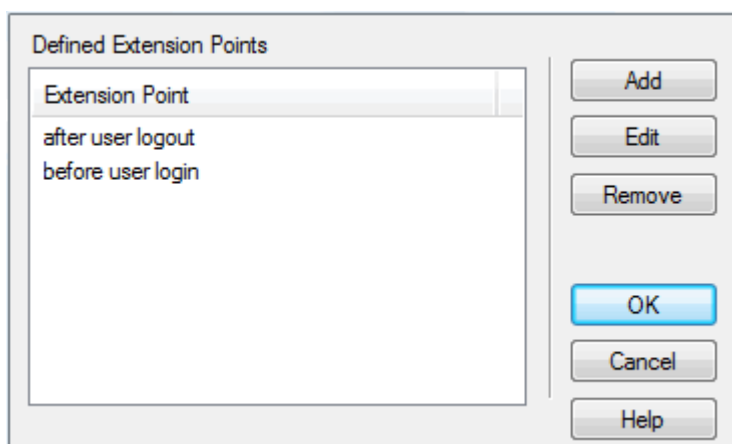 Defined Extension Points
Extension Point
after user logout
before user login
Add
Edit
Remove
OK
Cancel
Help